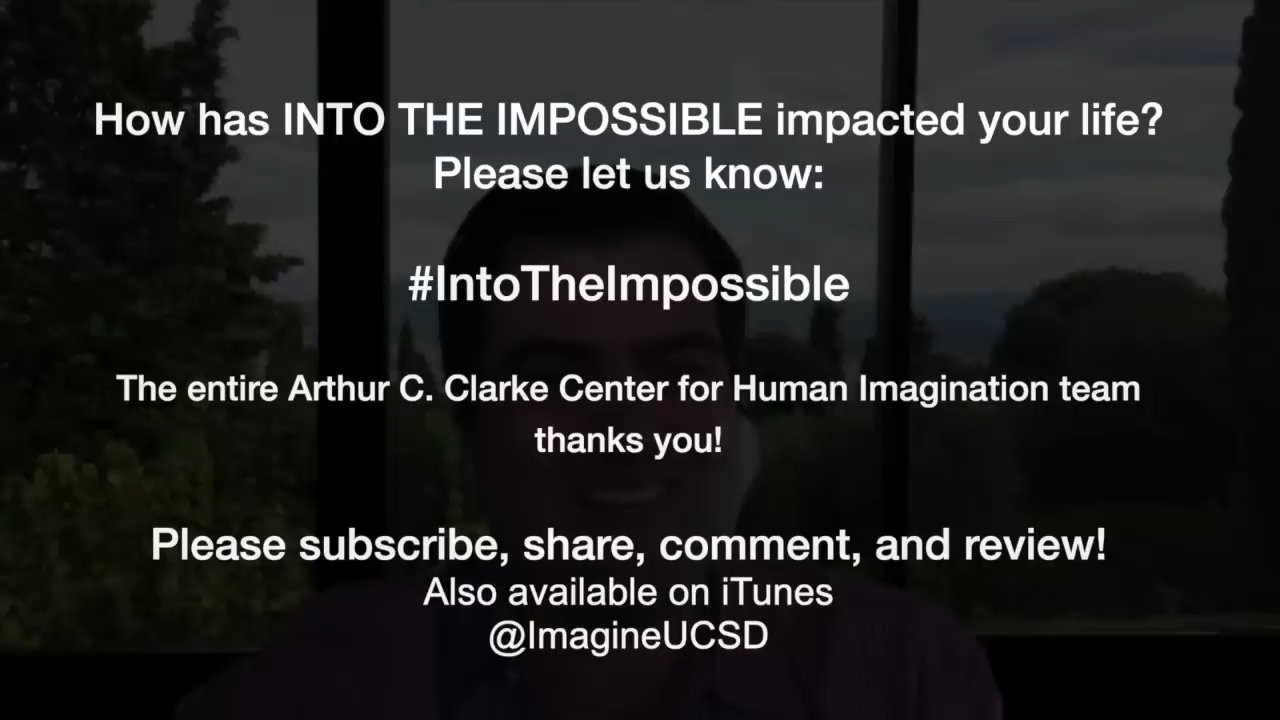 How has INTO THE IMPOSSIBLE impacted your life?
Please let us know:
#IntoTheImpossible
The entire Arthur C. Clarke Center for Human Imagination team
thanks you!
Please subscribe, share, comment, and review!
Also available on iTunes
@ImagineUCSD